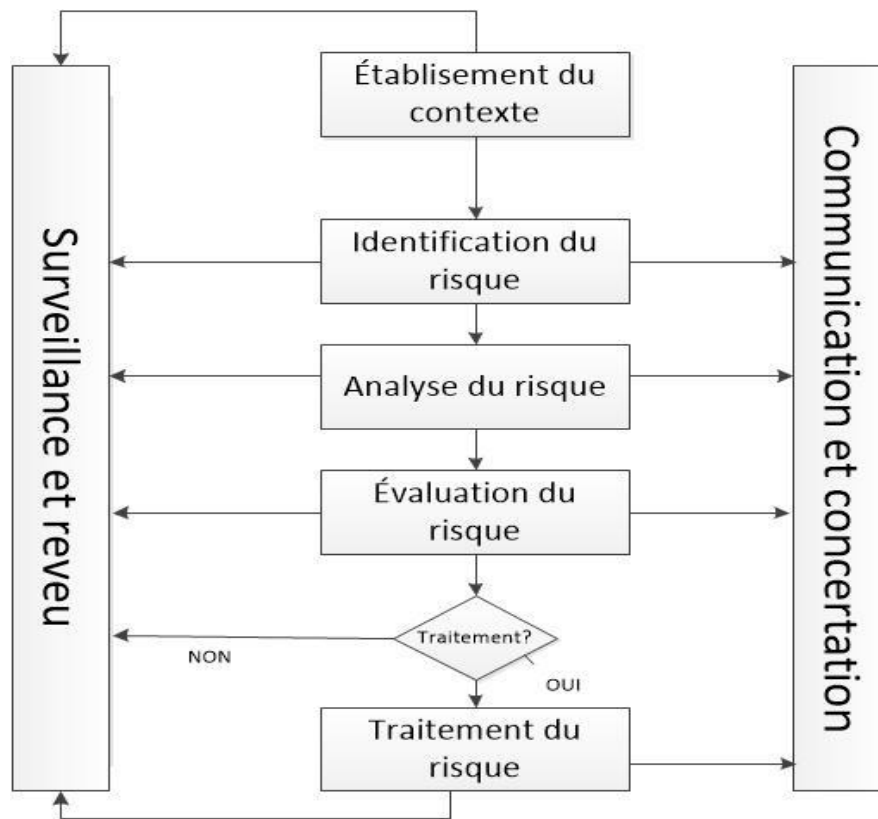 Établisement du
contexte
Surveillance et reveu
Communication et concertation
Identification du
risque
Analyse du risque
Évaluation du
risque
Traitement?
NON
OUI
Traitement du
risque